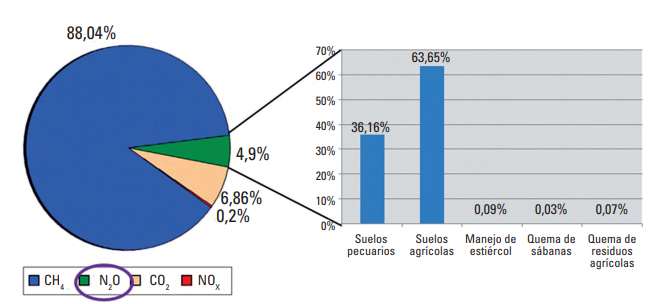 88,04%
4,9%
6,86%
0,2%
CH₄ N₂O CO₂ NOₓ
70%
60%
50%
40%
30%
20%
10%
0%
36,16%
63,65%
0,09%
0,03%
0,07%
Suelos
pecuarios
Suelos
agrícolas
Manejo de
estiércol
Quema de
sábanas
Quema de
residuos
agrícolas